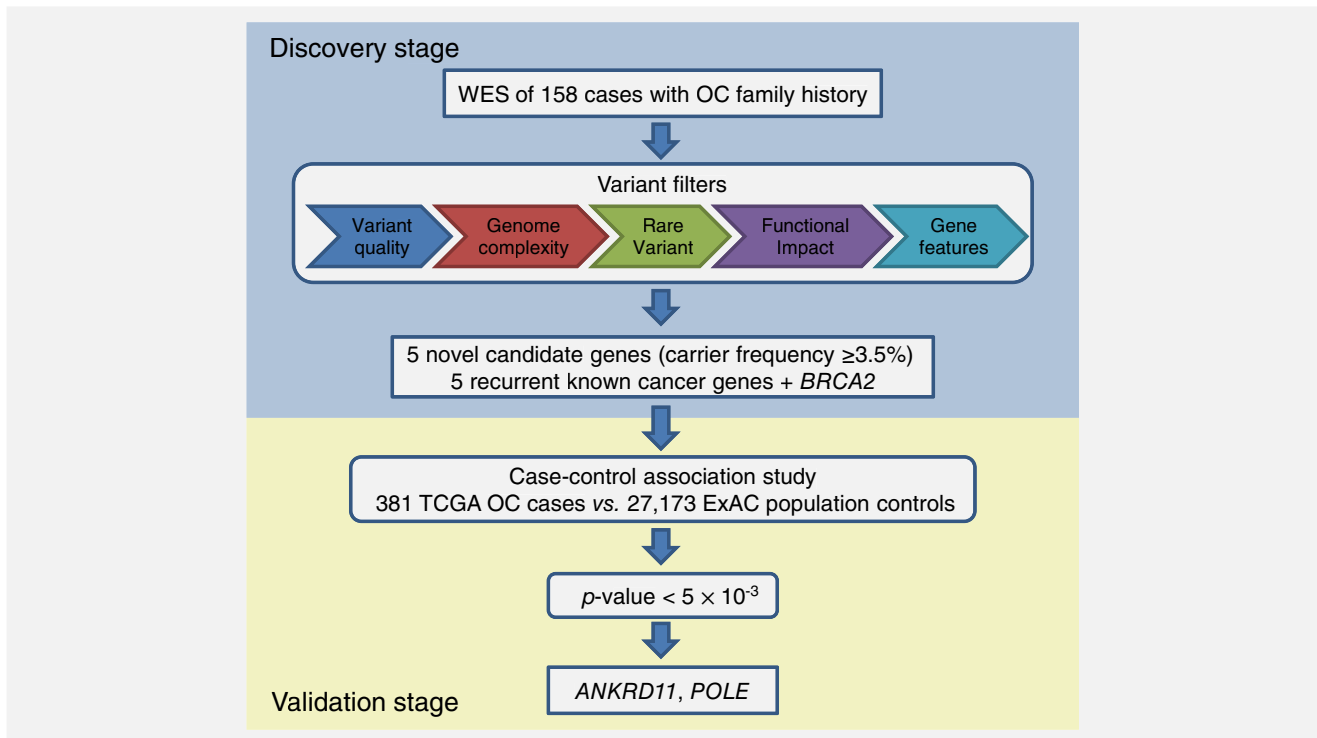 Discovery stage
WES of 158 cases with OC family history
Variant filters
Variant
quality
Genome
complexity
Rare
Variant
Functional
Impact
Gene
features
5 novel candidate genes (carrier frequency ≥3.5%)
5 recurrent known cancer genes + BRCA2
Case-control association study
381 TCGA OC cases vs. 27,173 ExAC population controls
p-value < 5 × 10⁻³
ANKRD11, POLE
Validation stage